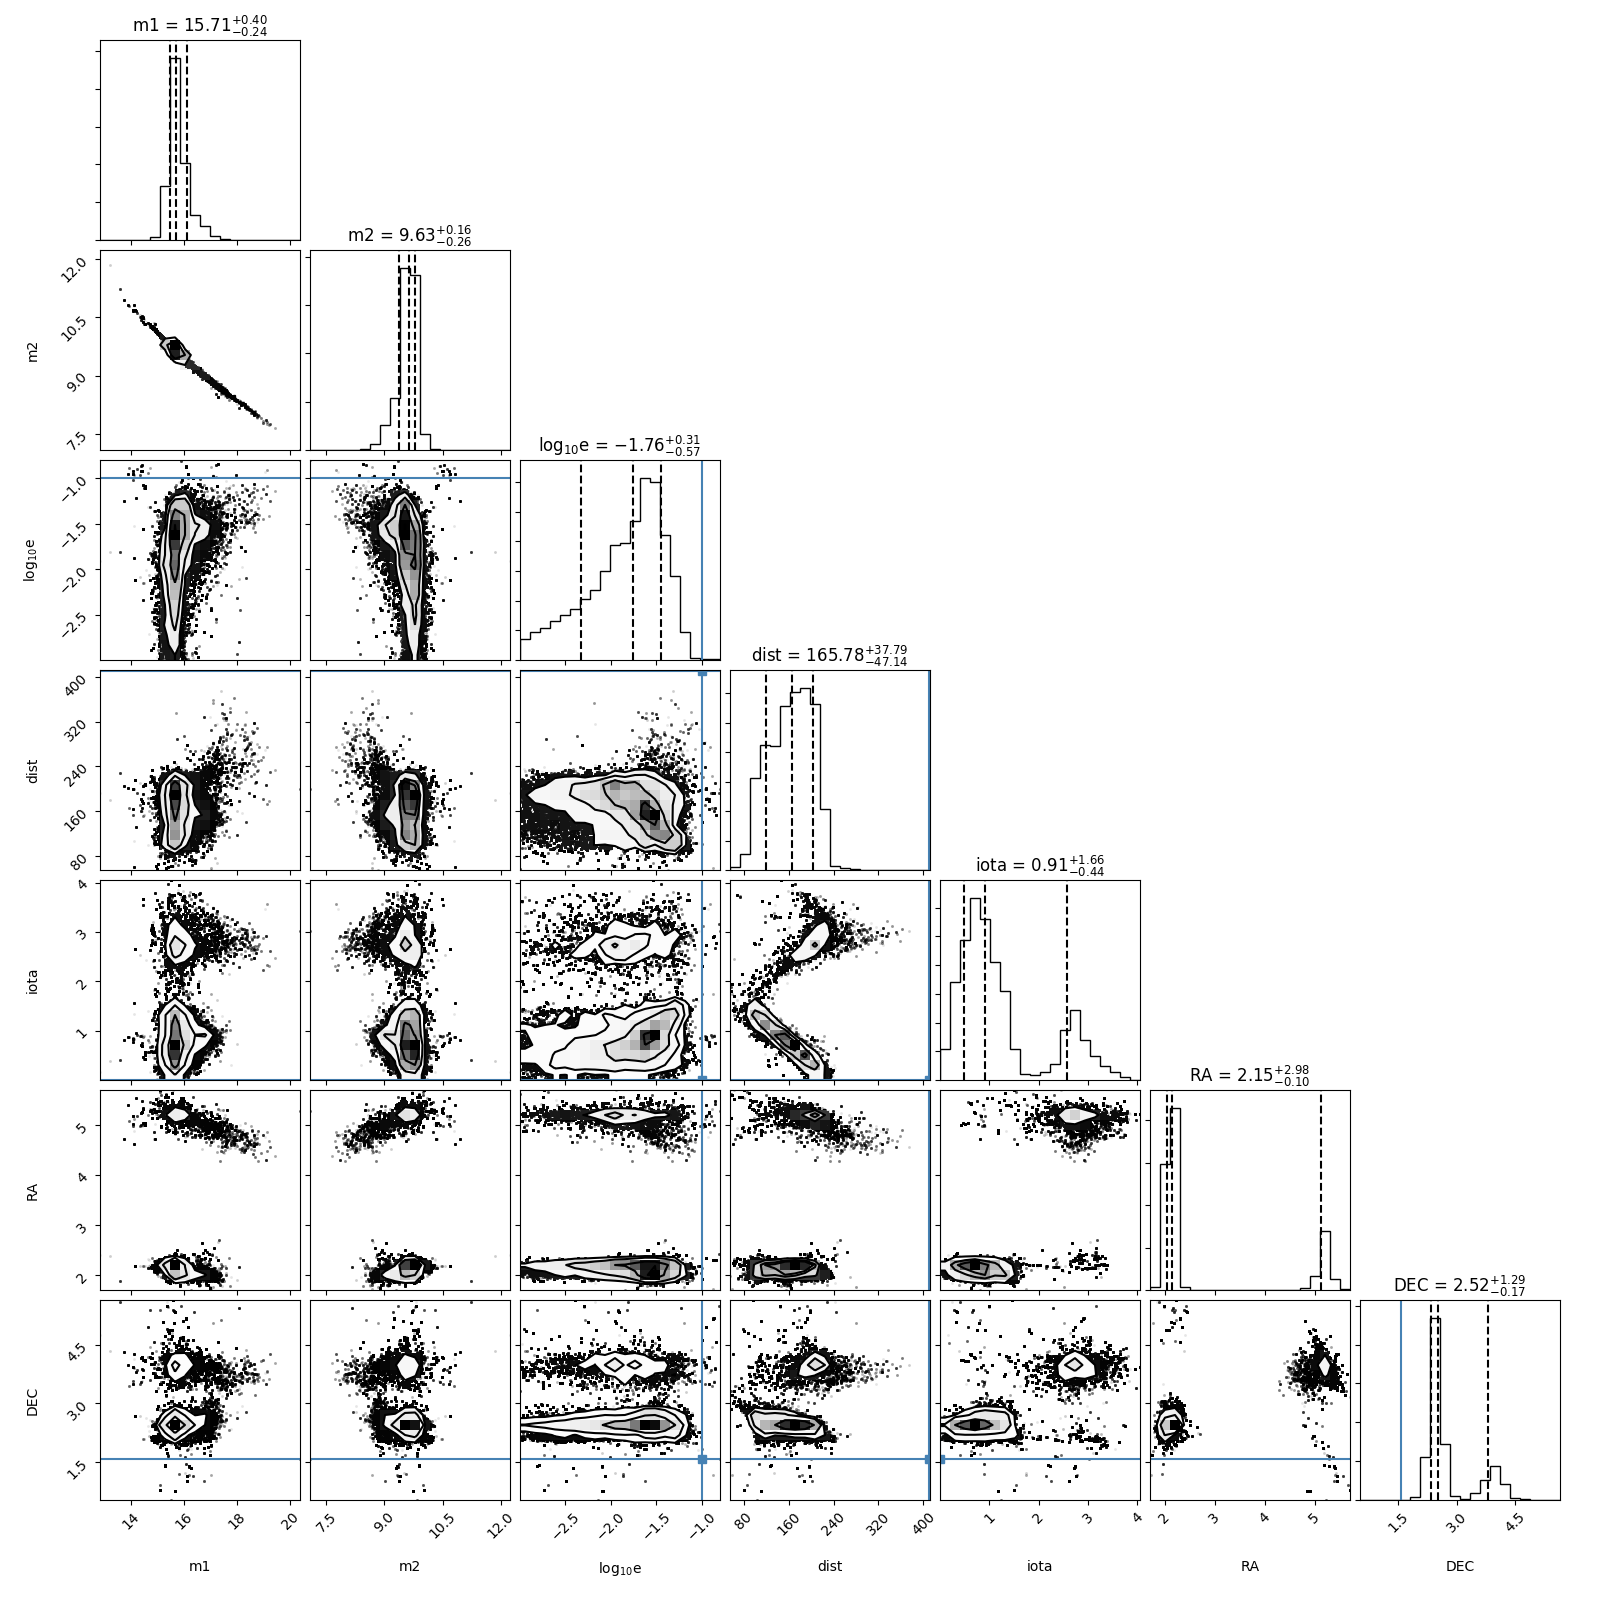 m1 = 15.71 +0.40 −0.24
m2 = 9.63 +0.16 −0.26
12.0
10.5
9.0
7.5
m2
log₁₀e = −1.76 +0.31 −0.57
−1.0
−1.5
−2.0
−2.5
log₁₀e
dist = 165.78 +37.79 −47.14
400
320
240
160
80
dist
iota = 0.91 +1.66 −0.44
4
3
2
1
iota
RA = 2.15 +2.98 −0.10
5
4
3
2
RA
DEC = 2.52 +1.29 −0.17
4.5
3.0
1.5
DEC
14 16 18 20 7.5 9.0 10.5 12.0 −2.5 −2.0 −1.5 −1.0 80 160 240 320 400 1 2 3 4 2 3 4 5 1.5 3.0 4.5
m1 m2 log₁₀e dist iota RA DEC